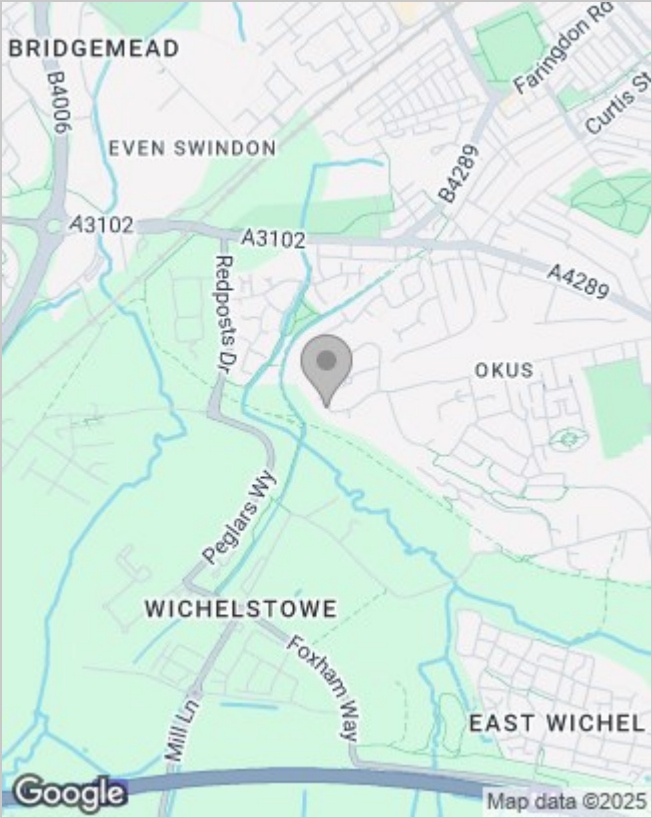 BRIDGEMEAD
Faringdon Rd
Curtis St
B4006
EVEN SWINDON
B4289
A3102
A3102
Redposts Dr
A4289
OKUS
Peglars Wy
WICHELSTOWE
Foxham Way
Mill Ln
EAST WICHEL
Google
Map data ©2025